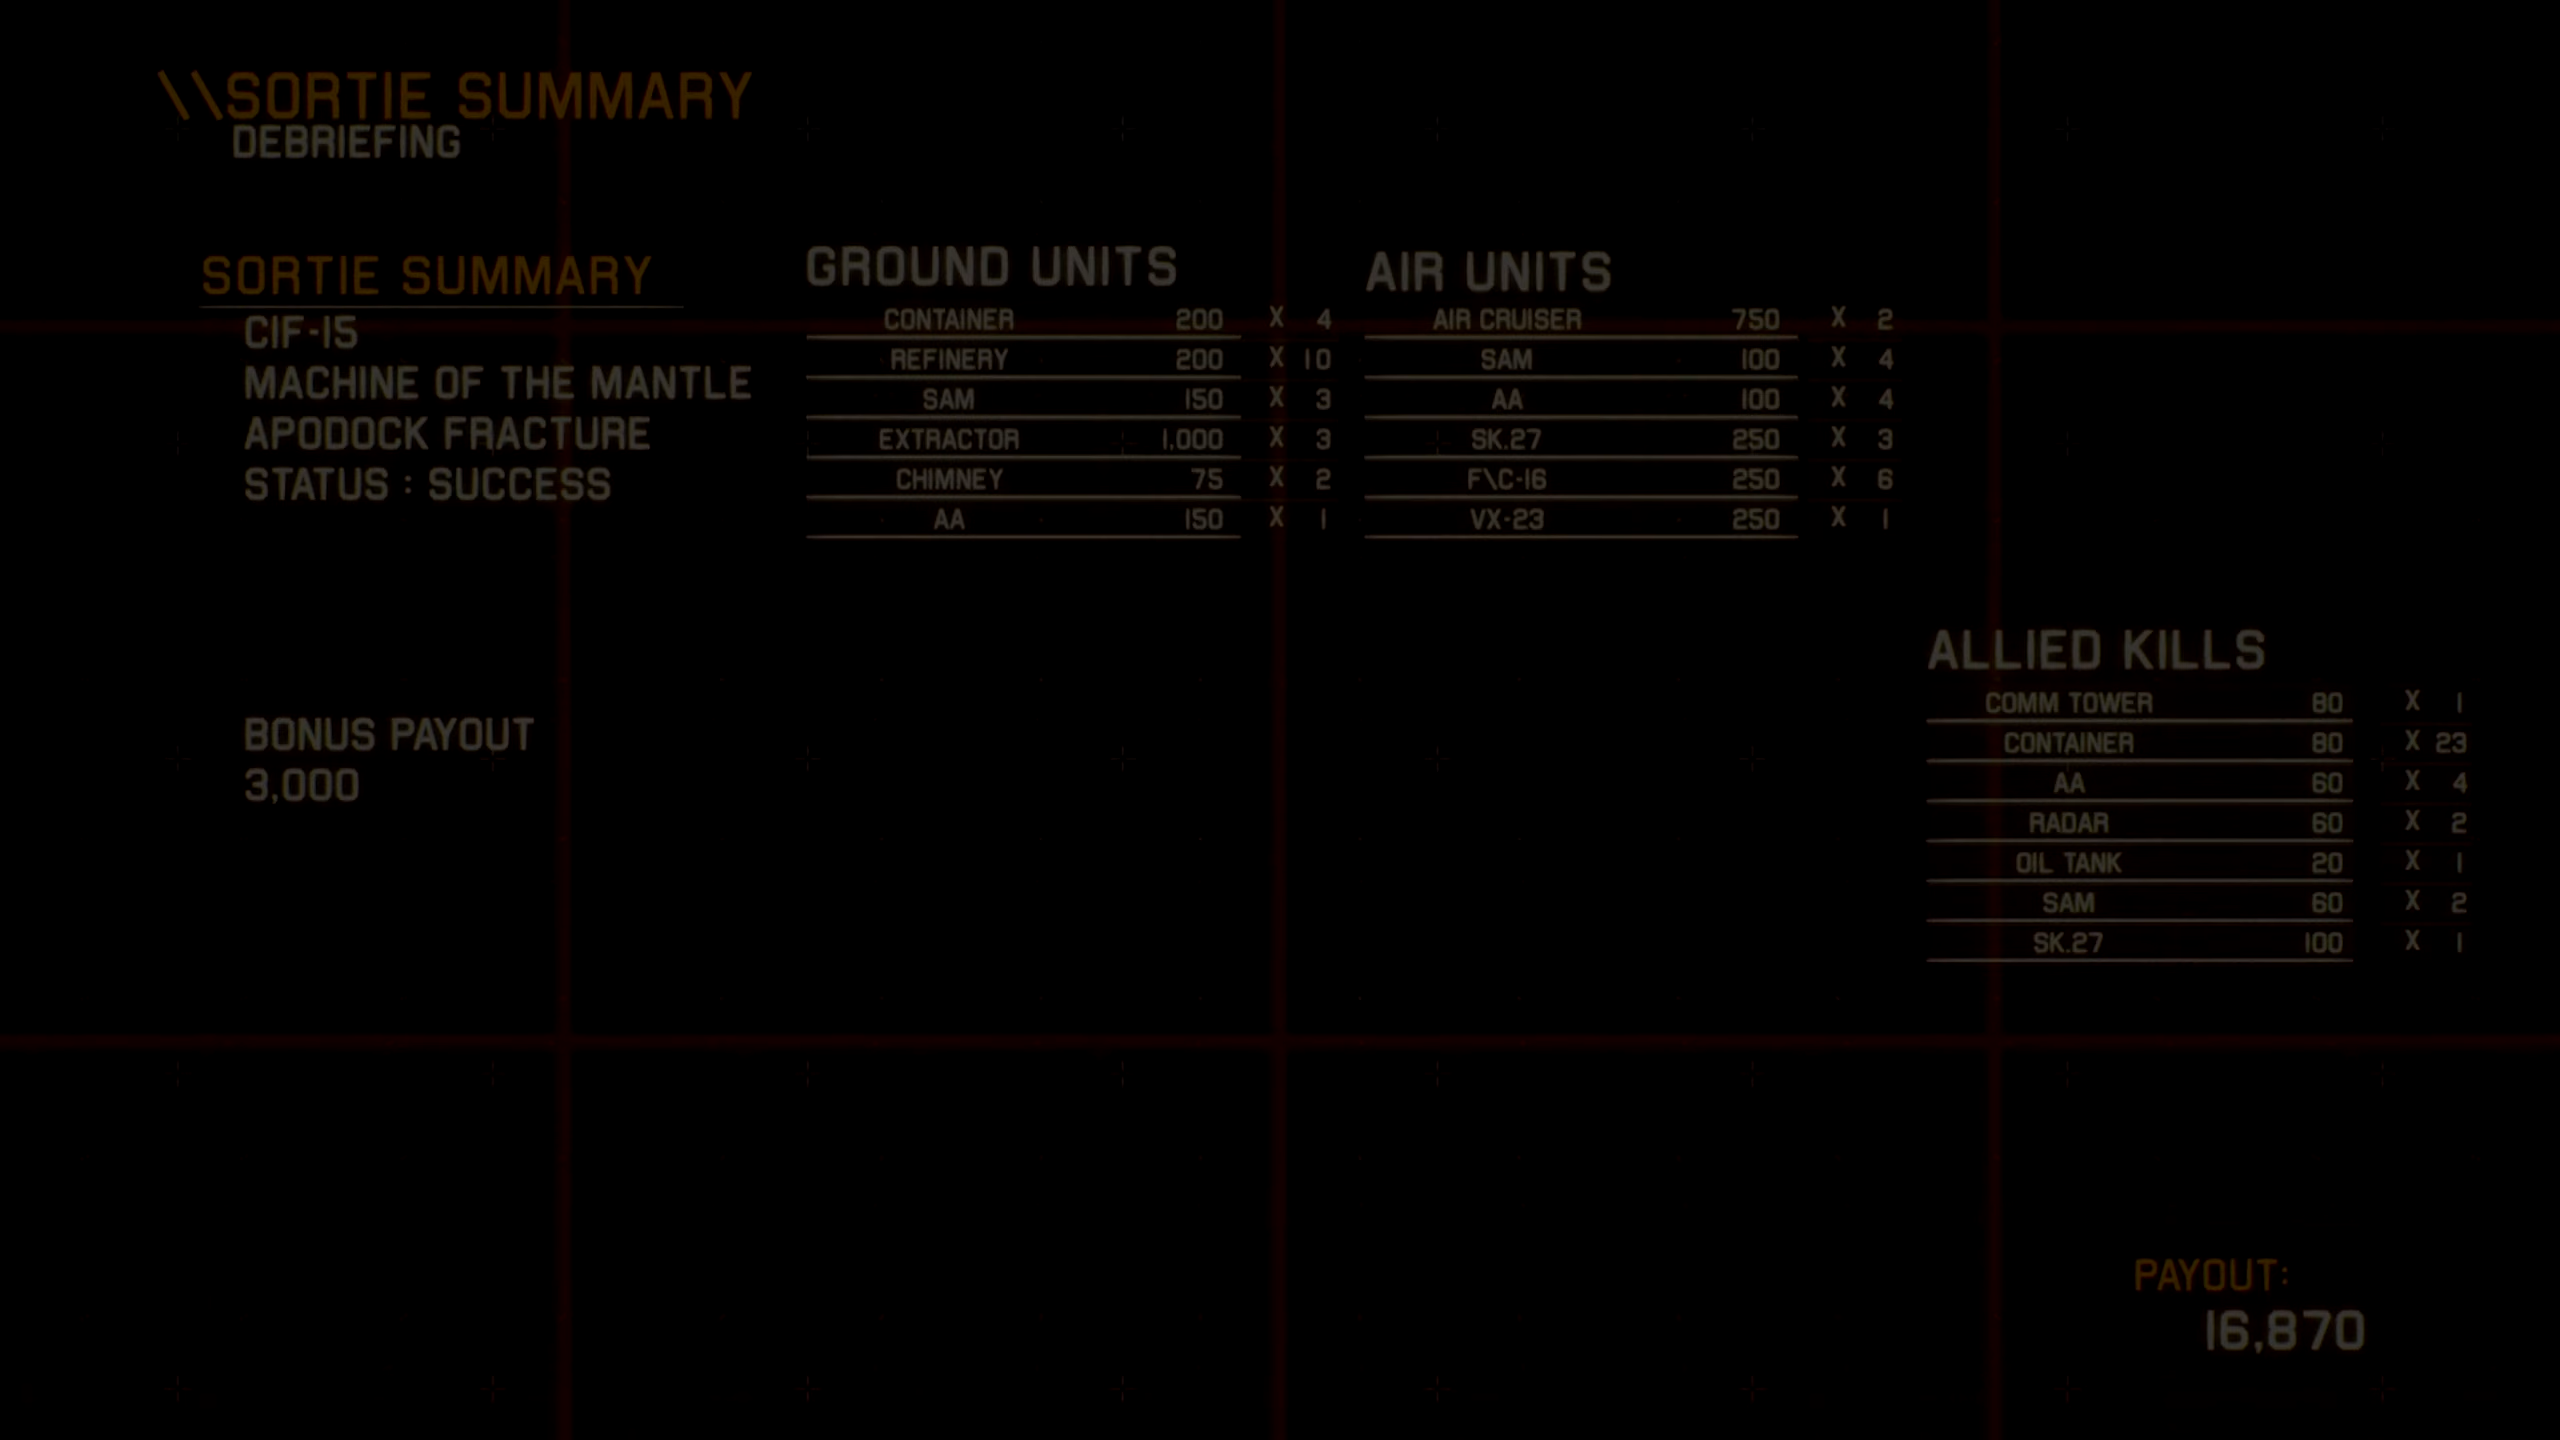 \\SORTIE SUMMARY
DEBRIEFING
SORTIE SUMMARY
CIF-15
MACHINE OF THE MANTLE
APODOCK FRACTURE
STATUS : SUCCESS
BONUS PAYOUT
3,000
GROUND UNITS
CONTAINER 200 X 4
REFINERY 200 X 10
SAM 150 X 3
EXTRACTOR 1,000 X 3
CHIMNEY 75 X 2
AA 150 X 1
AIR UNITS
AIR CRUISER 750 X 2
SAM 100 X 4
AA 100 X 4
SK.27 250 X 3
F\C-16 250 X 6
VX-23 250 X 1
ALLIED KILLS
COMM TOWER 80 X 1
CONTAINER 80 X 23
AA 60 X 4
RADAR 60 X 2
OIL TANK 20 X 1
SAM 60 X 2
SK.27 100 X 1
PAYOUT:
16,870